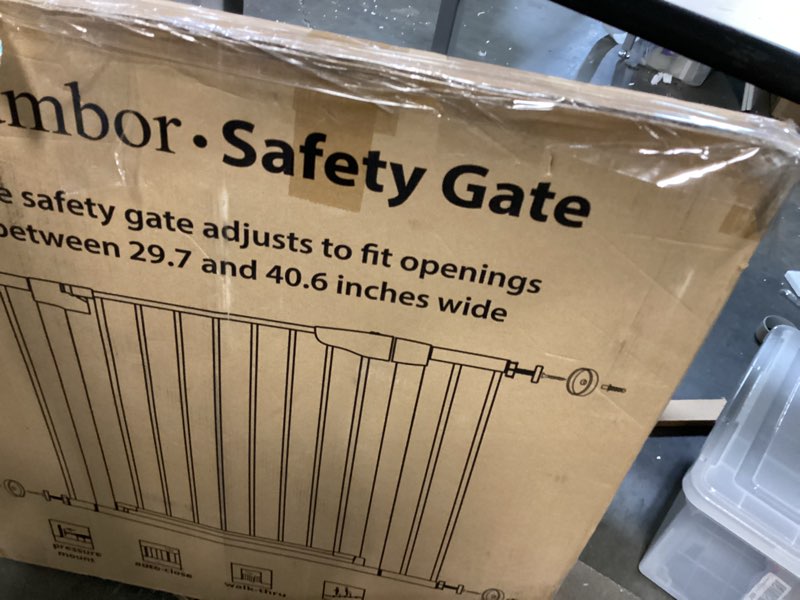 mbor · Safety Gate
e safety gate adjusts to fit openings
between 29.7 and 40.6 inches wide
pressure
mount
auto-close
walk-thru